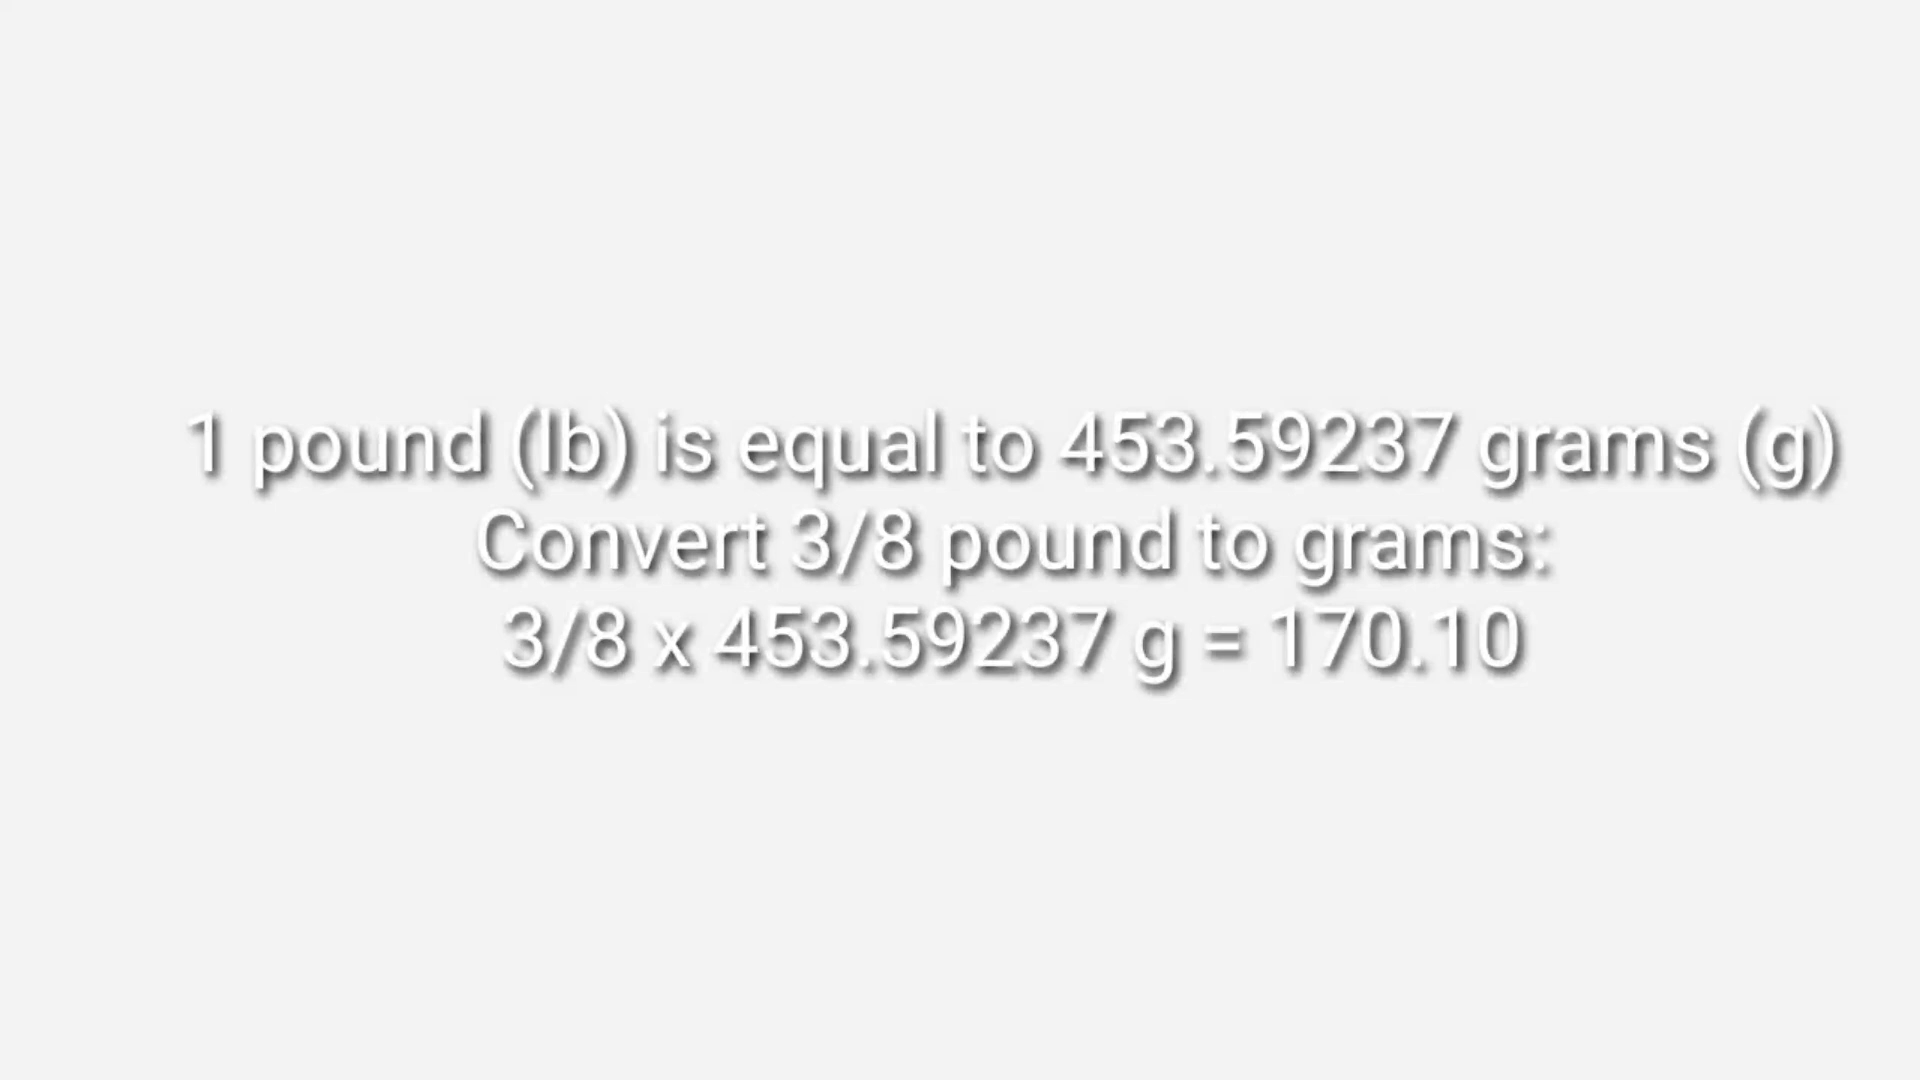 1 pound (lb) is equal to 453.59237 grams (g)
Convert 3/8 pound to grams:
3/8 x 453.59237 g = 170.10